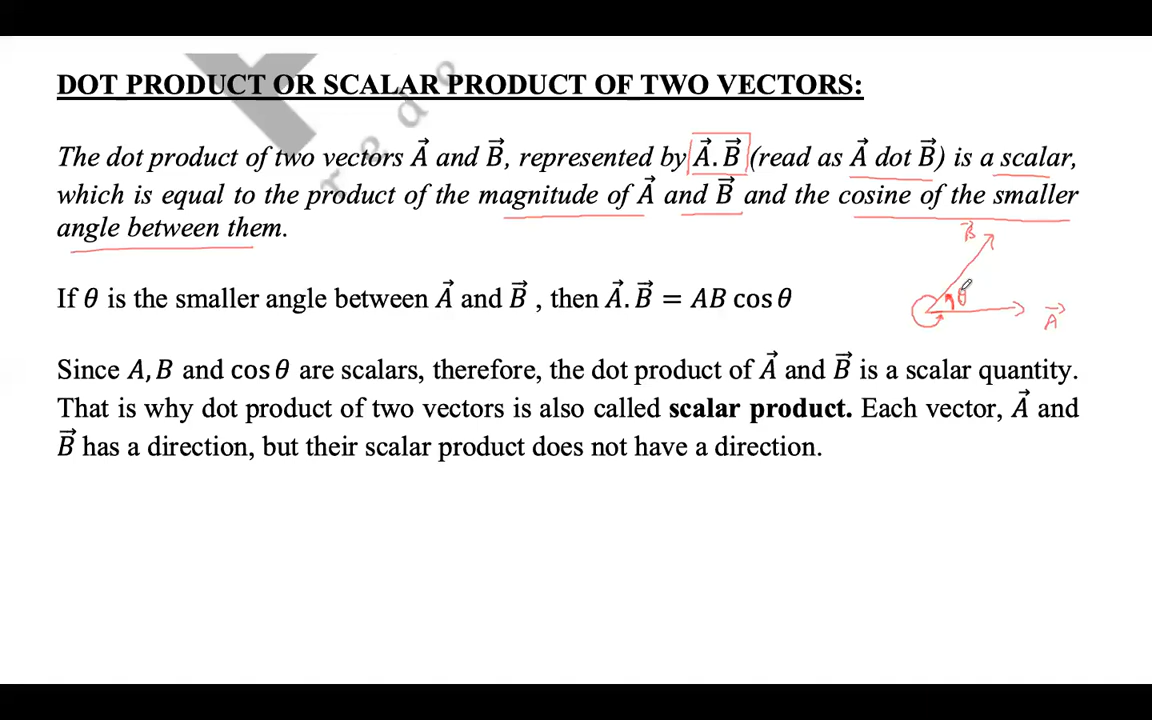 DOT PRODUCT OR SCALAR PRODUCT OF TWO VECTORS:
The dot product of two vectors A⃗ and B⃗, represented by A⃗.B⃗ (read as A⃗ dot B⃗) is a scalar,
which is equal to the product of the magnitude of A⃗ and B⃗ and the cosine of the smaller
angle between them.
B⃗
If θ is the smaller angle between A⃗ and B⃗ , then A⃗.B⃗ = AB cos θ
θ
A⃗
Since A, B and cos θ are scalars, therefore, the dot product of A⃗ and B⃗ is a scalar quantity.
That is why dot product of two vectors is also called scalar product. Each vector, A⃗ and
B⃗ has a direction, but their scalar product does not have a direction.